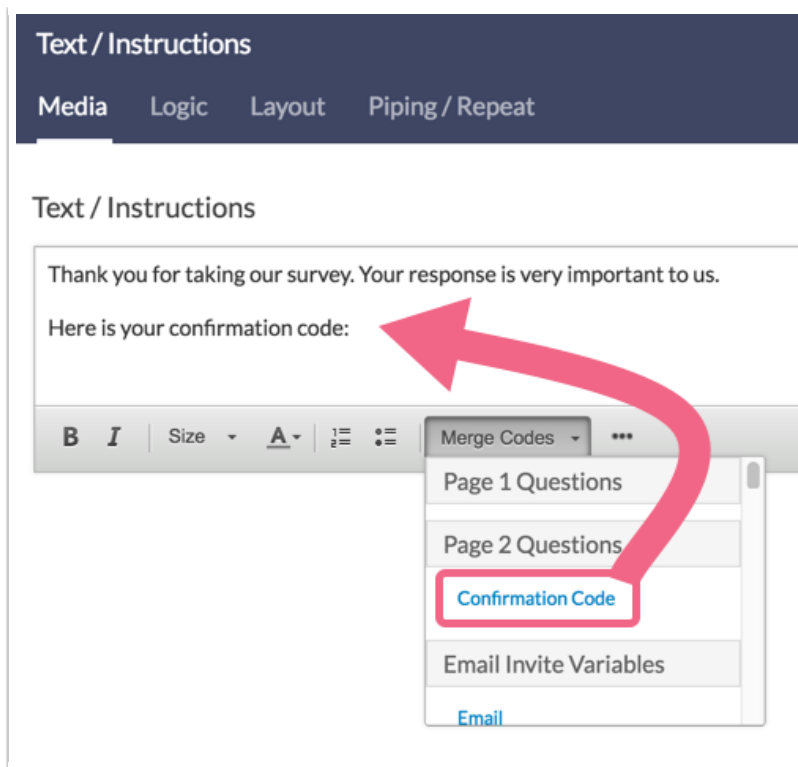 Text / Instructions
Media Logic Layout Piping / Repeat
Text / Instructions
Thank you for taking our survey. Your response is very important to us.
Here is your confirmation code:
B I Size A Merge Codes •••
Page 1 Questions
Page 2 Questions
Confirmation Code
Email Invite Variables
Email